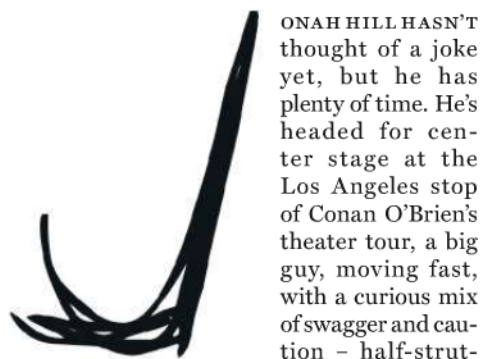 J
ONAH HILL HASN'T
thought of a joke
yet, but he has
plenty of time. He's
headed for cen-
ter stage at the
Los Angeles stop
of Conan O'Brien's
theater tour, a big
guy, moving fast,
with a curious mix
of swagger and cau-
tion – half-strut-